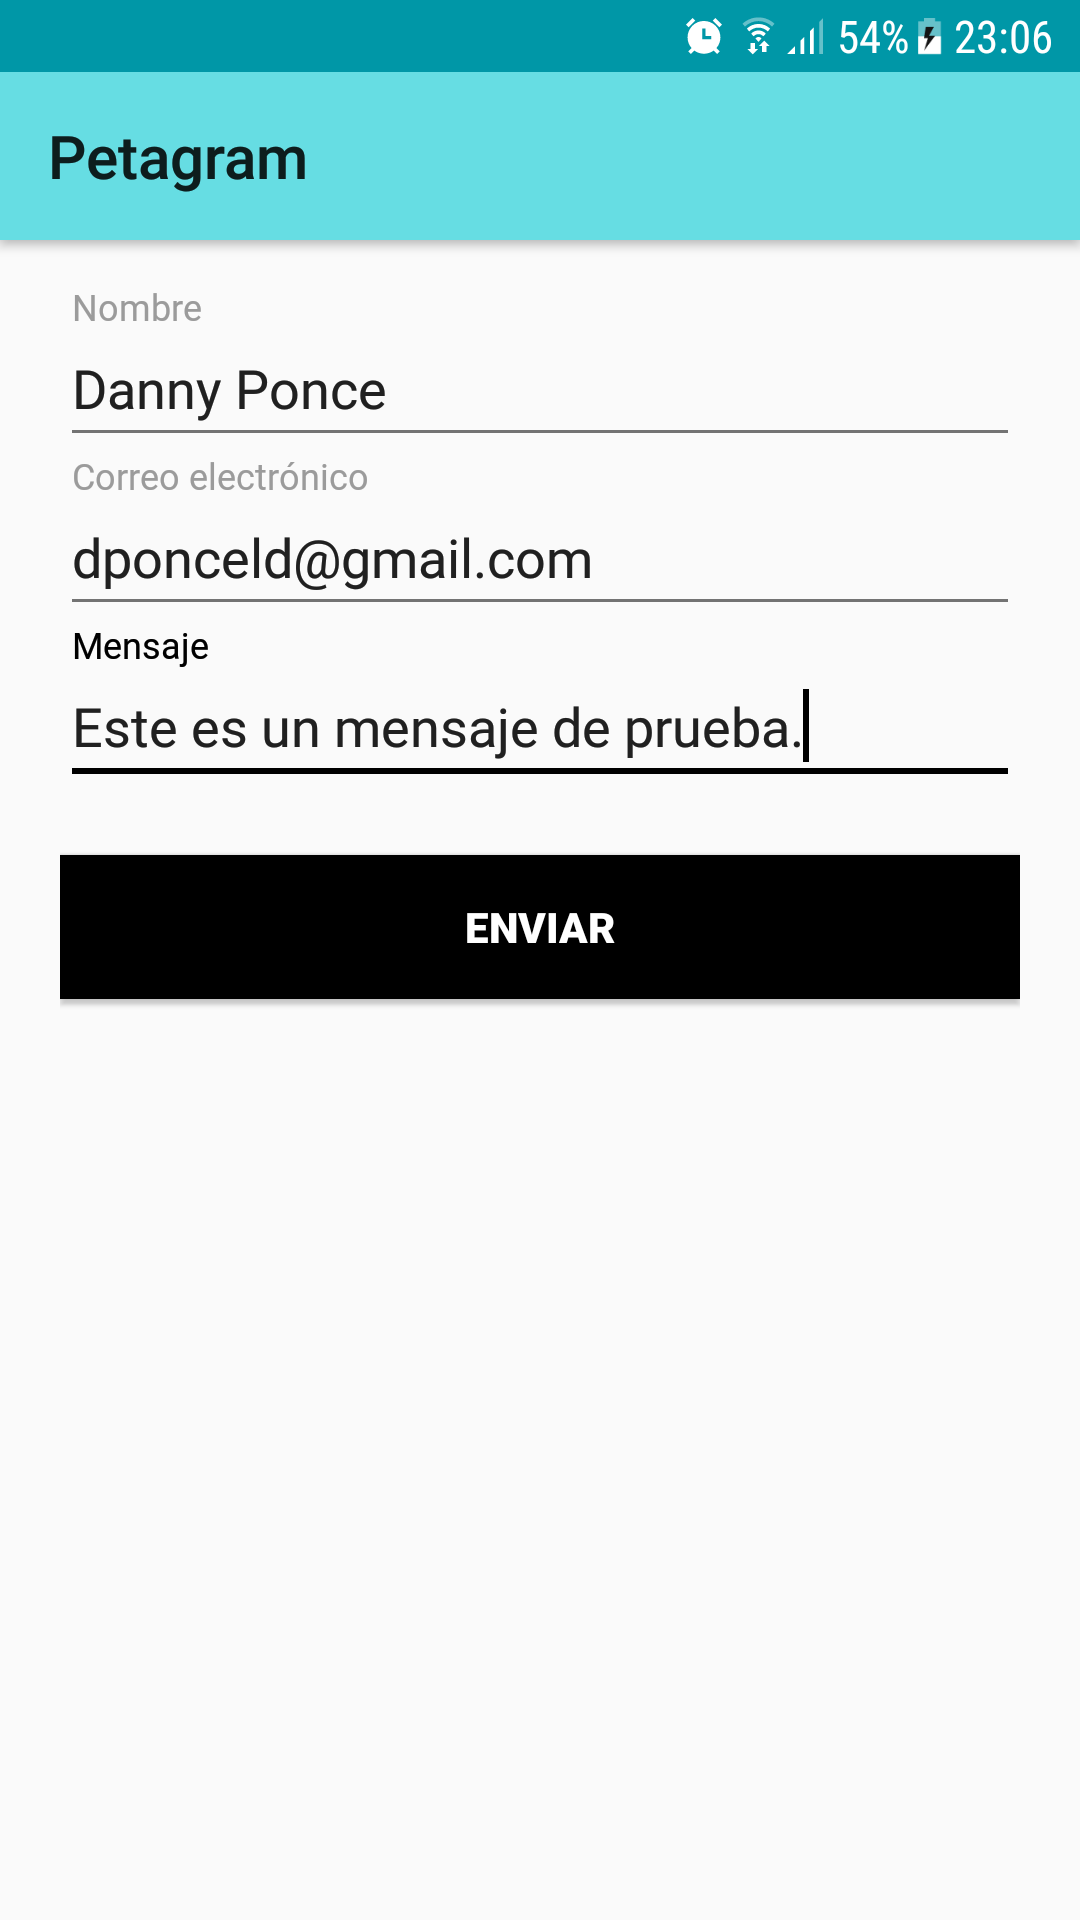 54% 23:06
Petagram
Nombre
Danny Ponce
Correo electrónico
dponceld@gmail.com
Mensaje
Este es un mensaje de prueba.
ENVIAR